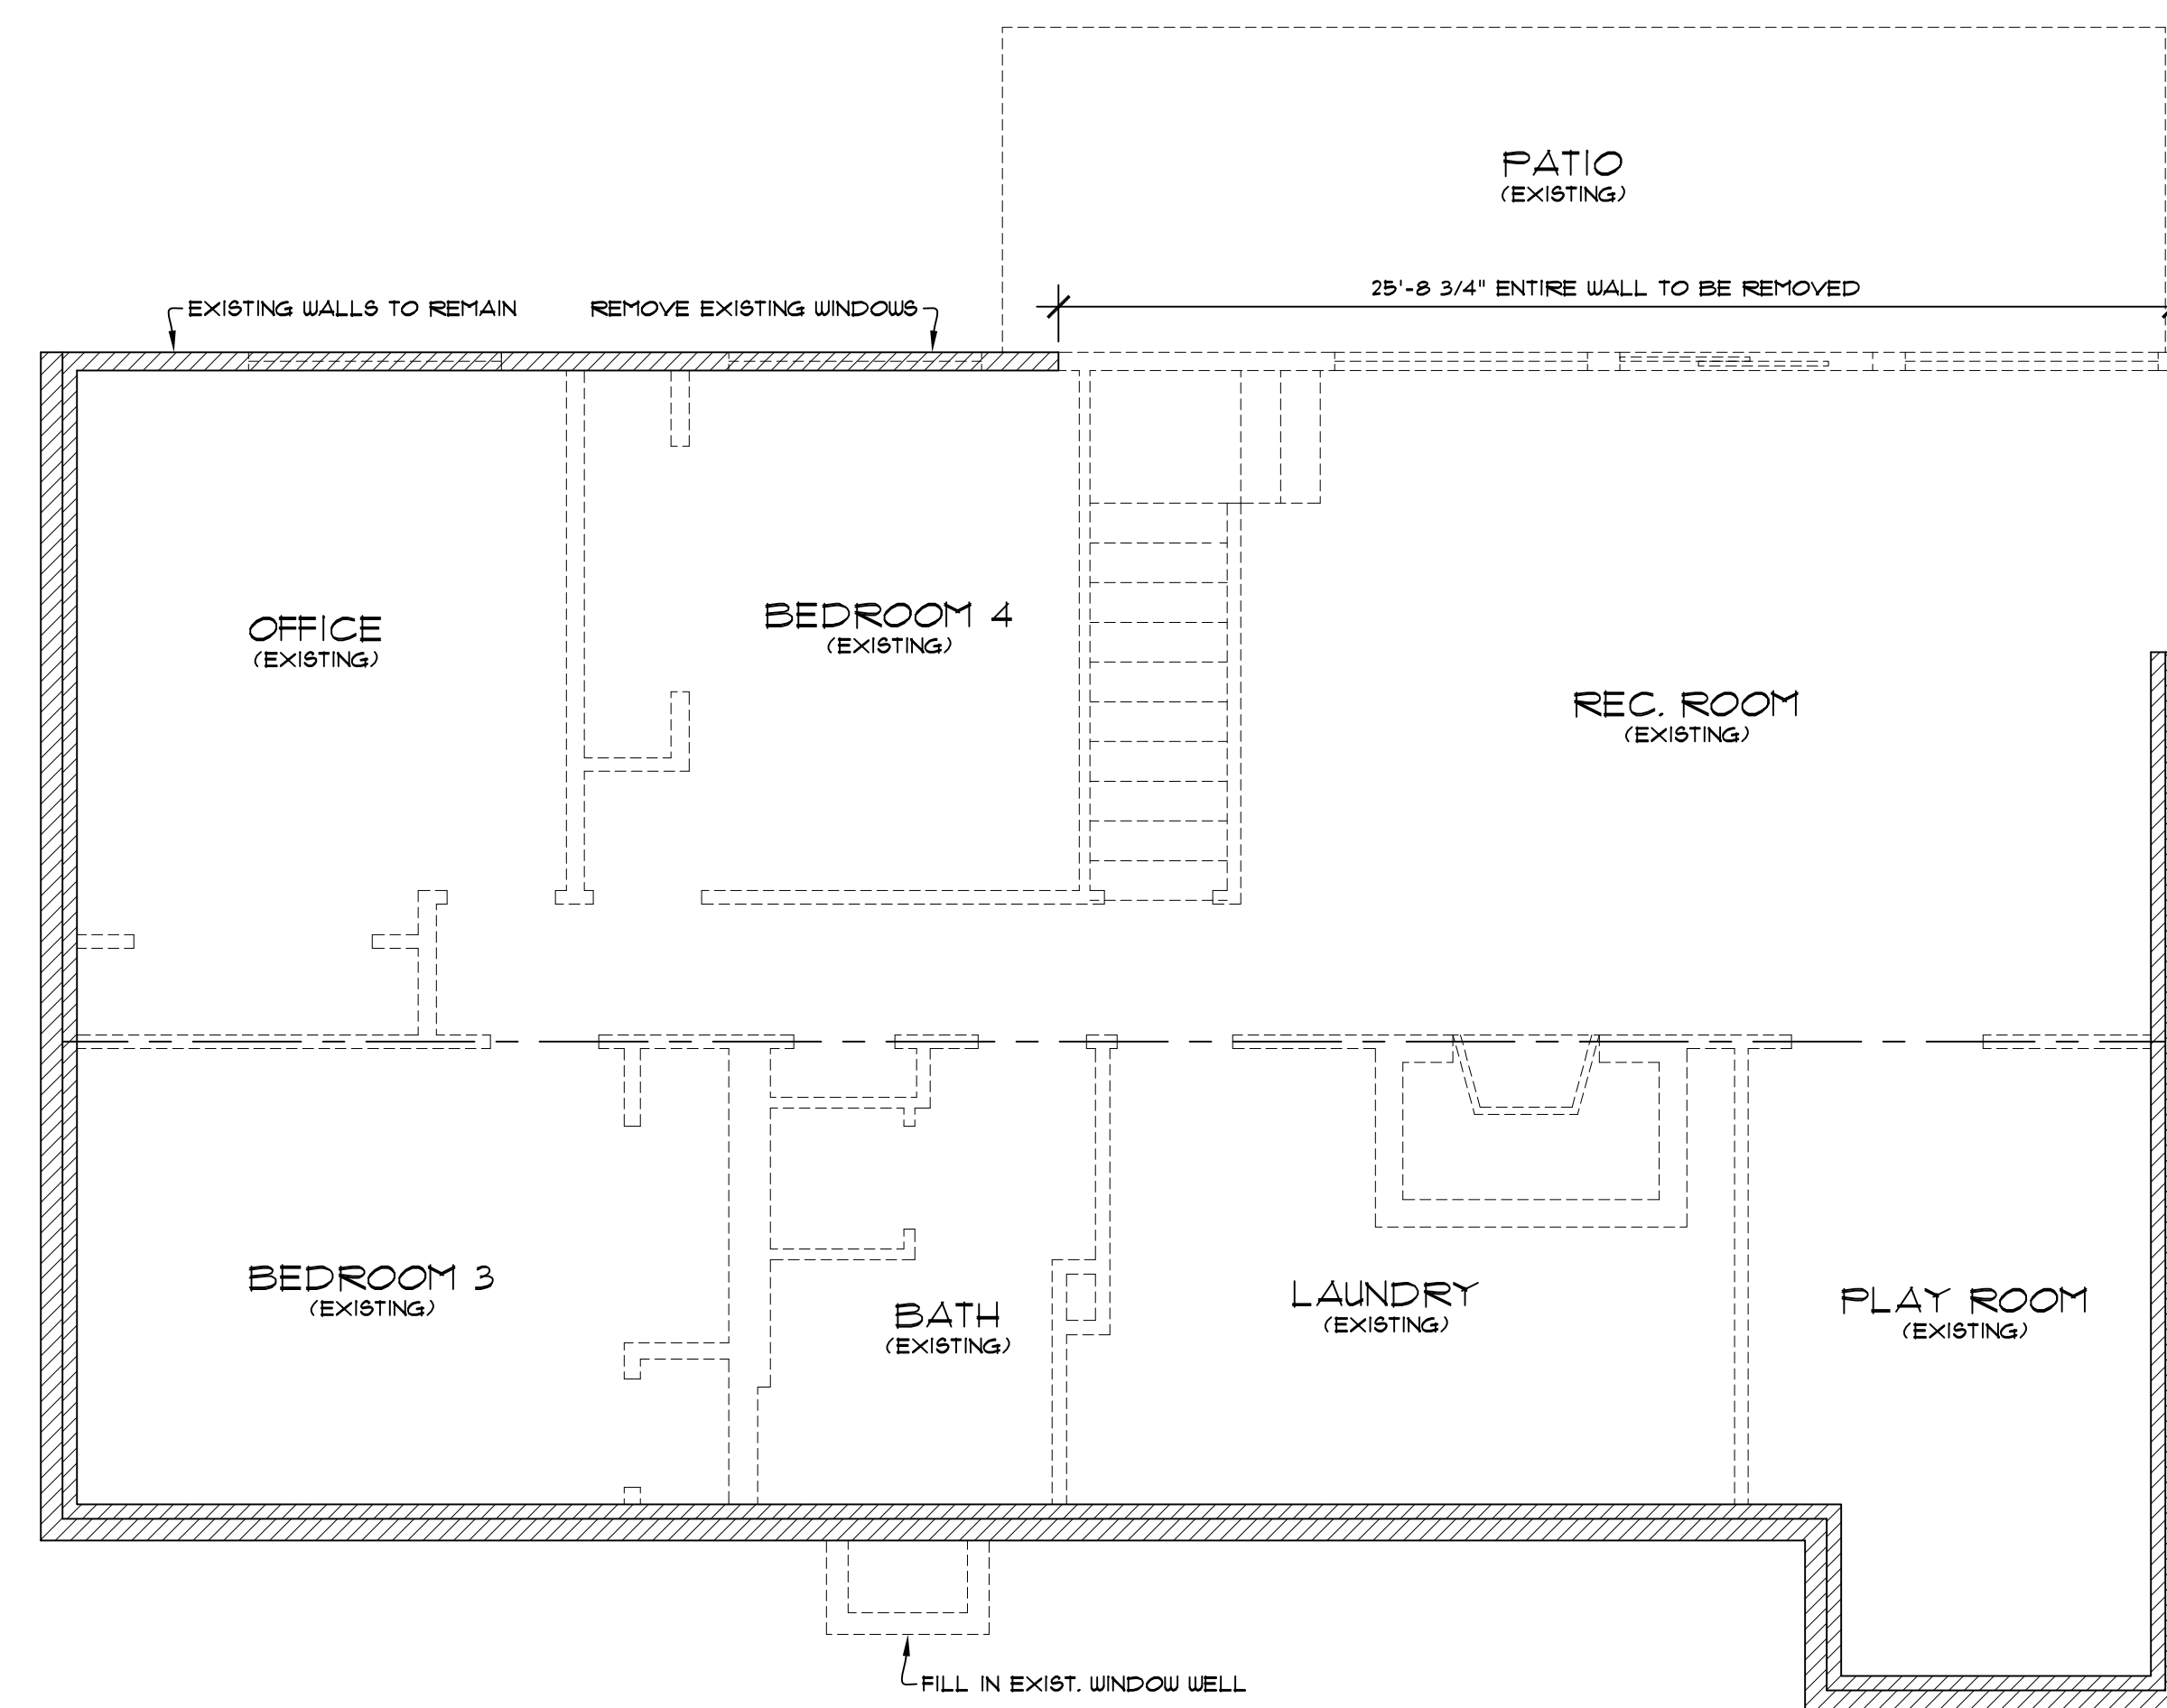 PATIO
(EXISTING)
25'-8 3/4" ENTIRE WALL TO BE REMOVED
EXISTING WALLS TO REMAIN
REMOVE EXISTING WINDOWS
OFFICE
(EXISTING)
BEDROOM 4
(EXISTING)
REC. ROOM
(EXISTING)
BEDROOM 3
(EXISTING)
BATH
(EXISTING)
LAUNDRY
(EXISTING)
PLAY ROOM
(EXISTING)
FILL IN EXIST. WINDOW WELL